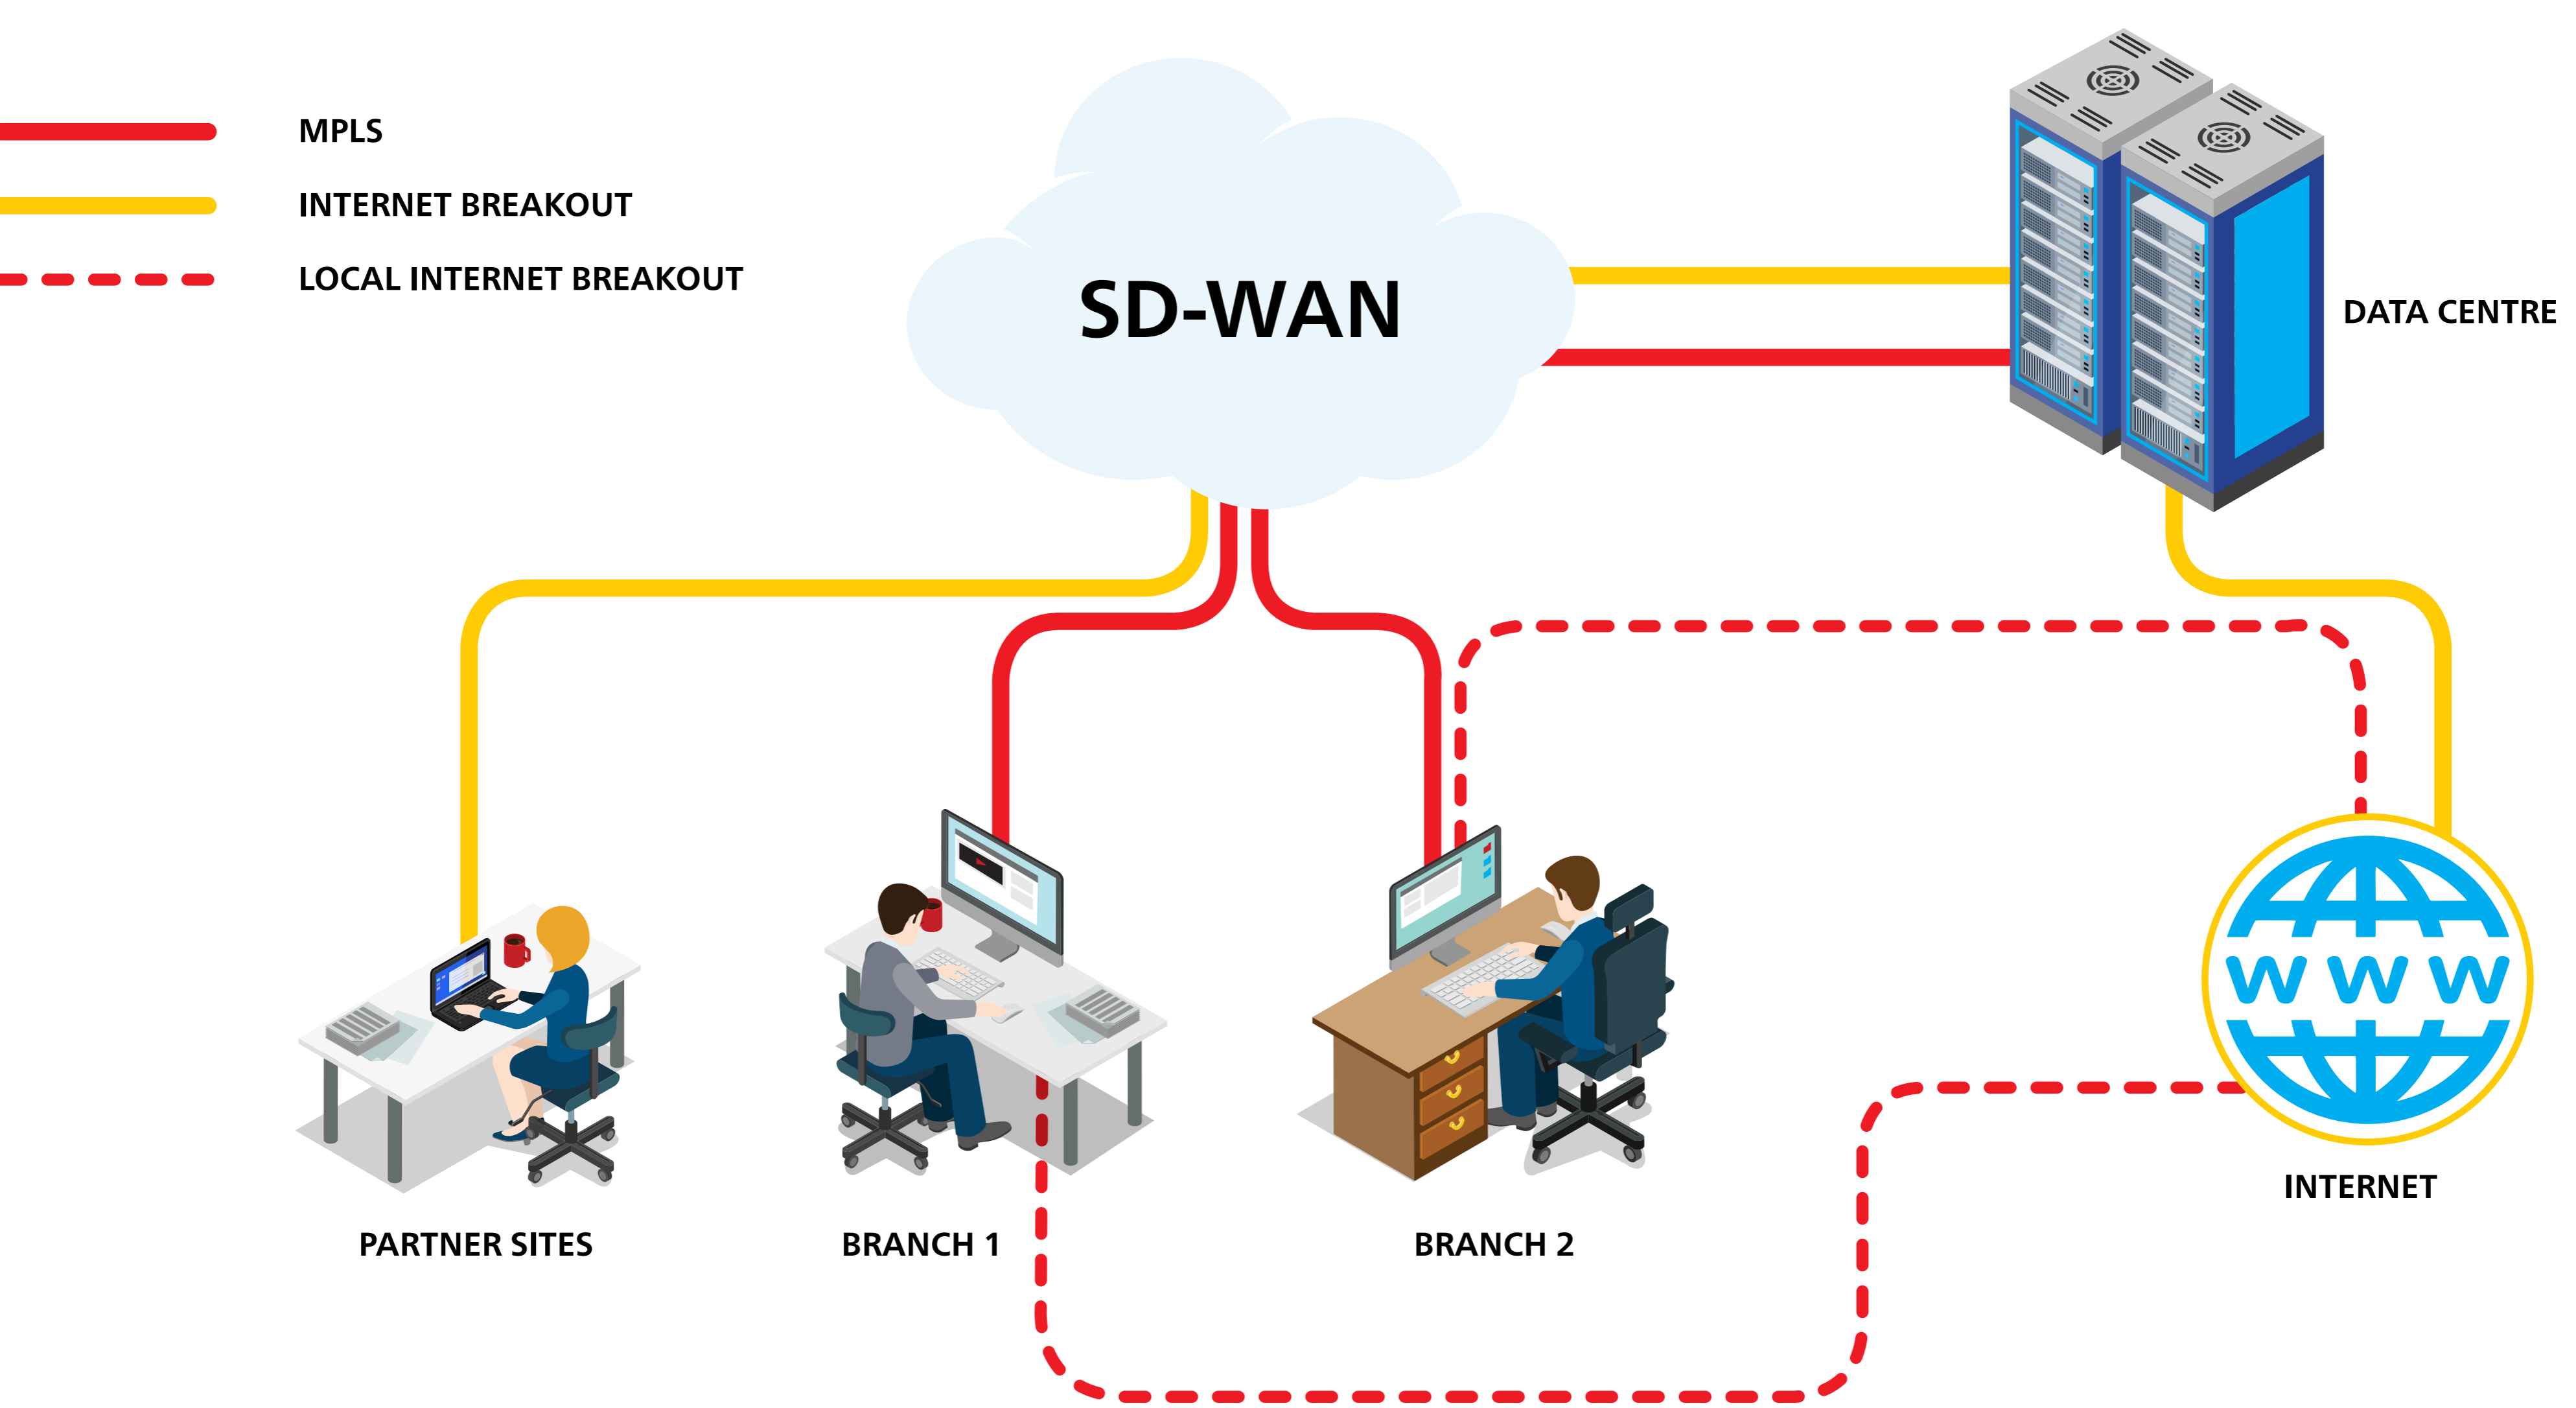 MPLS
INTERNET BREAKOUT
LOCAL INTERNET BREAKOUT
SD-WAN
DATA CENTRE
www
INTERNET
PARTNER SITES
BRANCH 1
BRANCH 2